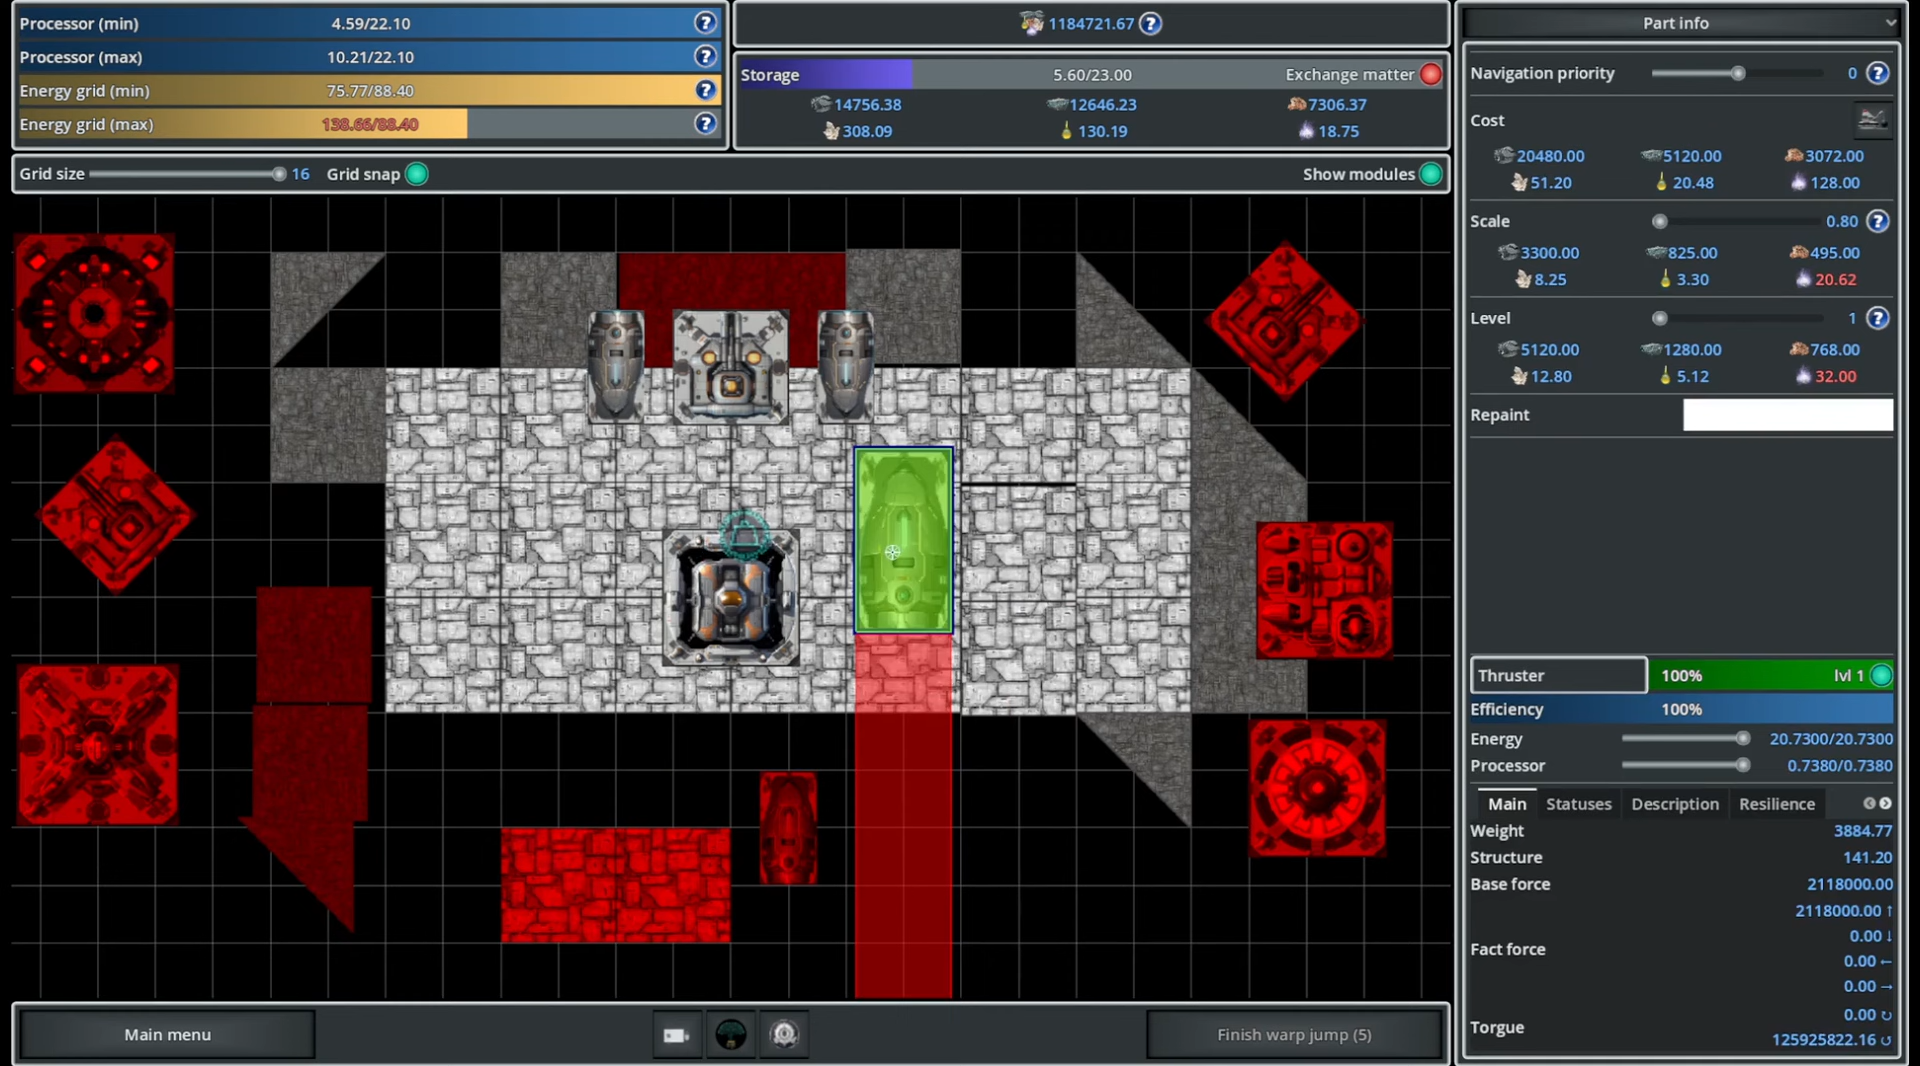 Processor (min) 4.59/22.10 ?
Processor (max) 10.21/22.10 ?
Energy grid (min) 75.77/88.40 ?
Energy grid (max) 138.66/88.40 ?
1184721.67 ?
Storage 5.60/23.00 Exchange matter
14756.38 12646.23 7306.37
308.09 130.19 18.75
Grid size 16 Grid snap Show modules
Part info
Navigation priority 0 ?
Cost
20480.00 5120.00 3072.00
51.20 20.48 128.00
Scale 0.80 ?
3300.00 825.00 495.00
8.25 3.30 20.62
Level 1 ?
5120.00 1280.00 768.00
12.80 5.12 32.00
Repaint
Thruster 100% lvl 1
Efficiency 100%
Energy 20.7300/20.7300
Processor 0.7380/0.7380
Main Statuses Description Resilience
Weight 3884.77
Structure 141.20
Base force 2118000.00
2118000.00 ↑
0.00 ↓
Fact force
0.00 ←
0.00 →
0.00 ↻
Torgue
125925822.16 ↺
Main menu
Finish warp jump (5)